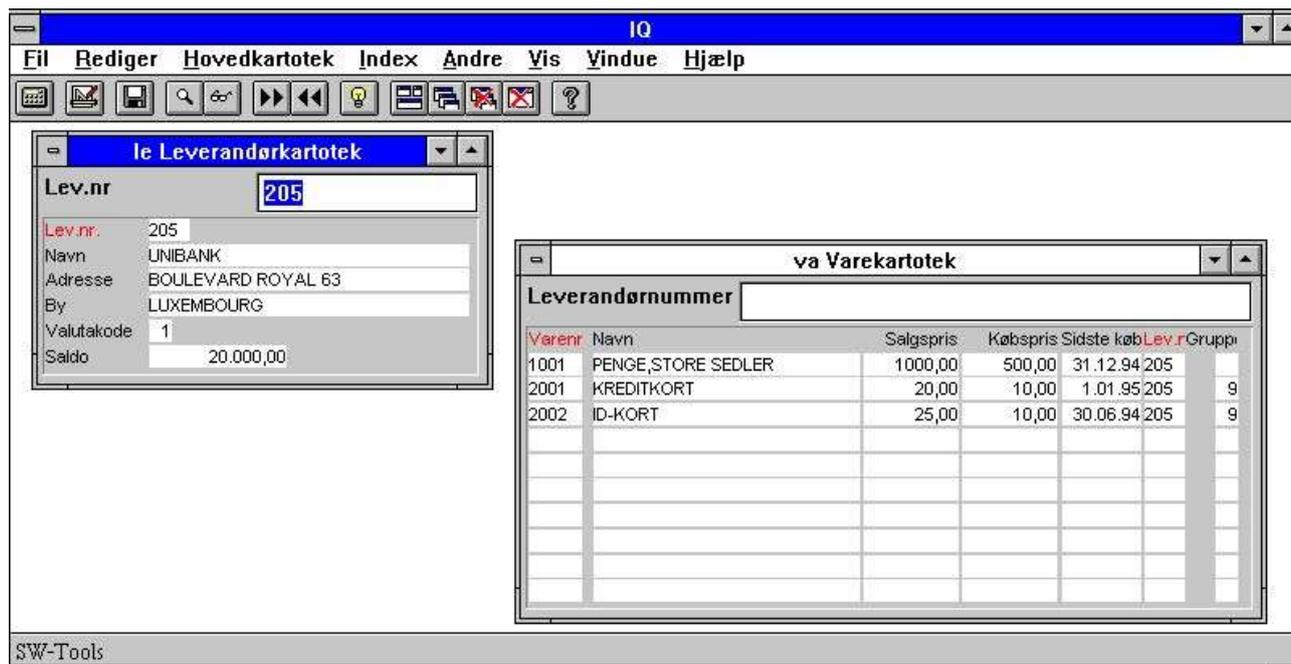 IQ
Fil Rediger Hovedkartotek Index Andre Vis Vindue Hjælp
le Leverandørkartotek
Lev.nr 205
Lev.nr. 205
Navn UNIBANK
Adresse BOULEVARD ROYAL 63
By LUXEMBOURG
Valutakode 1
Saldo 20.000,00
va Varekartotek
Leverandørnummer
Varenr Navn Salgspris Købspris Sidste køb Lev.r Grupp
1001 PENGE,STORE SEDLER 1000,00 500,00 31.12.94 205
2001 KREDITKORT 20,00 10,00 1.01.95 205 9
2002 ID-KORT 25,00 10,00 30.06.94 205 9
SW-Tools